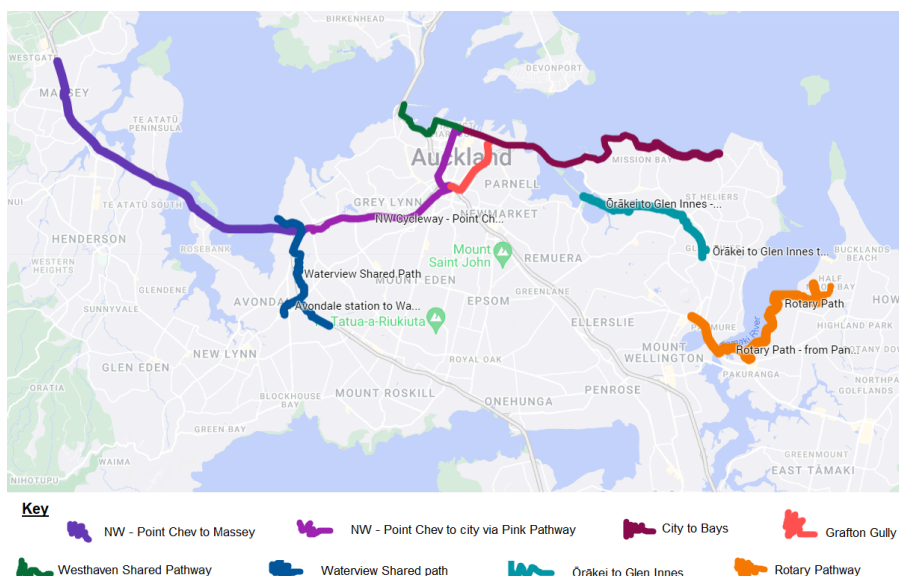 BIRKENHEAD
WESTGATE
DEVONPORT
MASSEY
TE ATATŪ
PENINSULA
Auckland
MISSION BAY
PARNELL
ST HELIERS
TE ATATŪ SOUTH
GREY LYNN
Ōrākei to Glen Innes -...
NW Cycleway - Point Ch...
NEWMARKET
HENDERSON
ROSEBANK
Mount
Saint John
REMUERA
Ōrākei to Glen Innes t...
BUCKLANDS
BEACH
WESTERN
HEIGHTS
Waterview Shared Path
MOUNT EDEN
GLENDENE
GREENLANE
HALF
SUNNYVALE
AVONDALE
Avondale station to Wa...
EPSOM
Rotary Path
HOW
Tatua-a-Riukiuta
ELLERSLIE
HIGHLAND PARK
NEW LYNN
MOUNT
WELLINGTON
Rotary Path - from Pan...
GLEN EDEN
ROYAL OAK
PAKURANGA
ORATIA
BLOCKHOUSE
BAY
MOUNT ROSKILL
PENROSE
ONEHUNGA
GOLFLANDS
GREEN BAY
WAIMA
GREENMOUNT
EAST TĀMAKI
NIHOTUPU
Key
NW - Point Chev to Massey
NW - Point Chev to city via Pink Pathway
City to Bays
Grafton Gully
Westhaven Shared Pathway
Waterview Shared path
Ōrākei to Glen Innes
Rotary Pathway